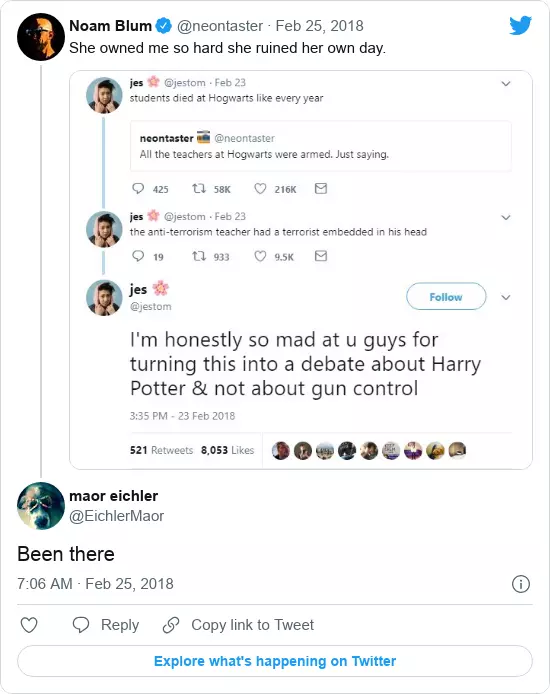 Noam Blum @neontaster · Feb 25, 2018
She owned me so hard she ruined her own day.
jes 🌸 @jestom · Feb 23
students died at Hogwarts like every year
neontaster 📻 @neontaster
All the teachers at Hogwarts were armed. Just saying.
425 58K 216K
jes 🌸 @jestom · Feb 23
the anti-terrorism teacher had a terrorist embedded in his head
19 933 9.5K
jes 🌸
@jestom
Follow
I'm honestly so mad at u guys for
turning this into a debate about Harry
Potter & not about gun control
3:35 PM - 23 Feb 2018
521 Retweets 8,053 Likes
maor eichler
@EichlerMaor
Been there
7:06 AM · Feb 25, 2018
Reply Copy link to Tweet
Explore what's happening on Twitter